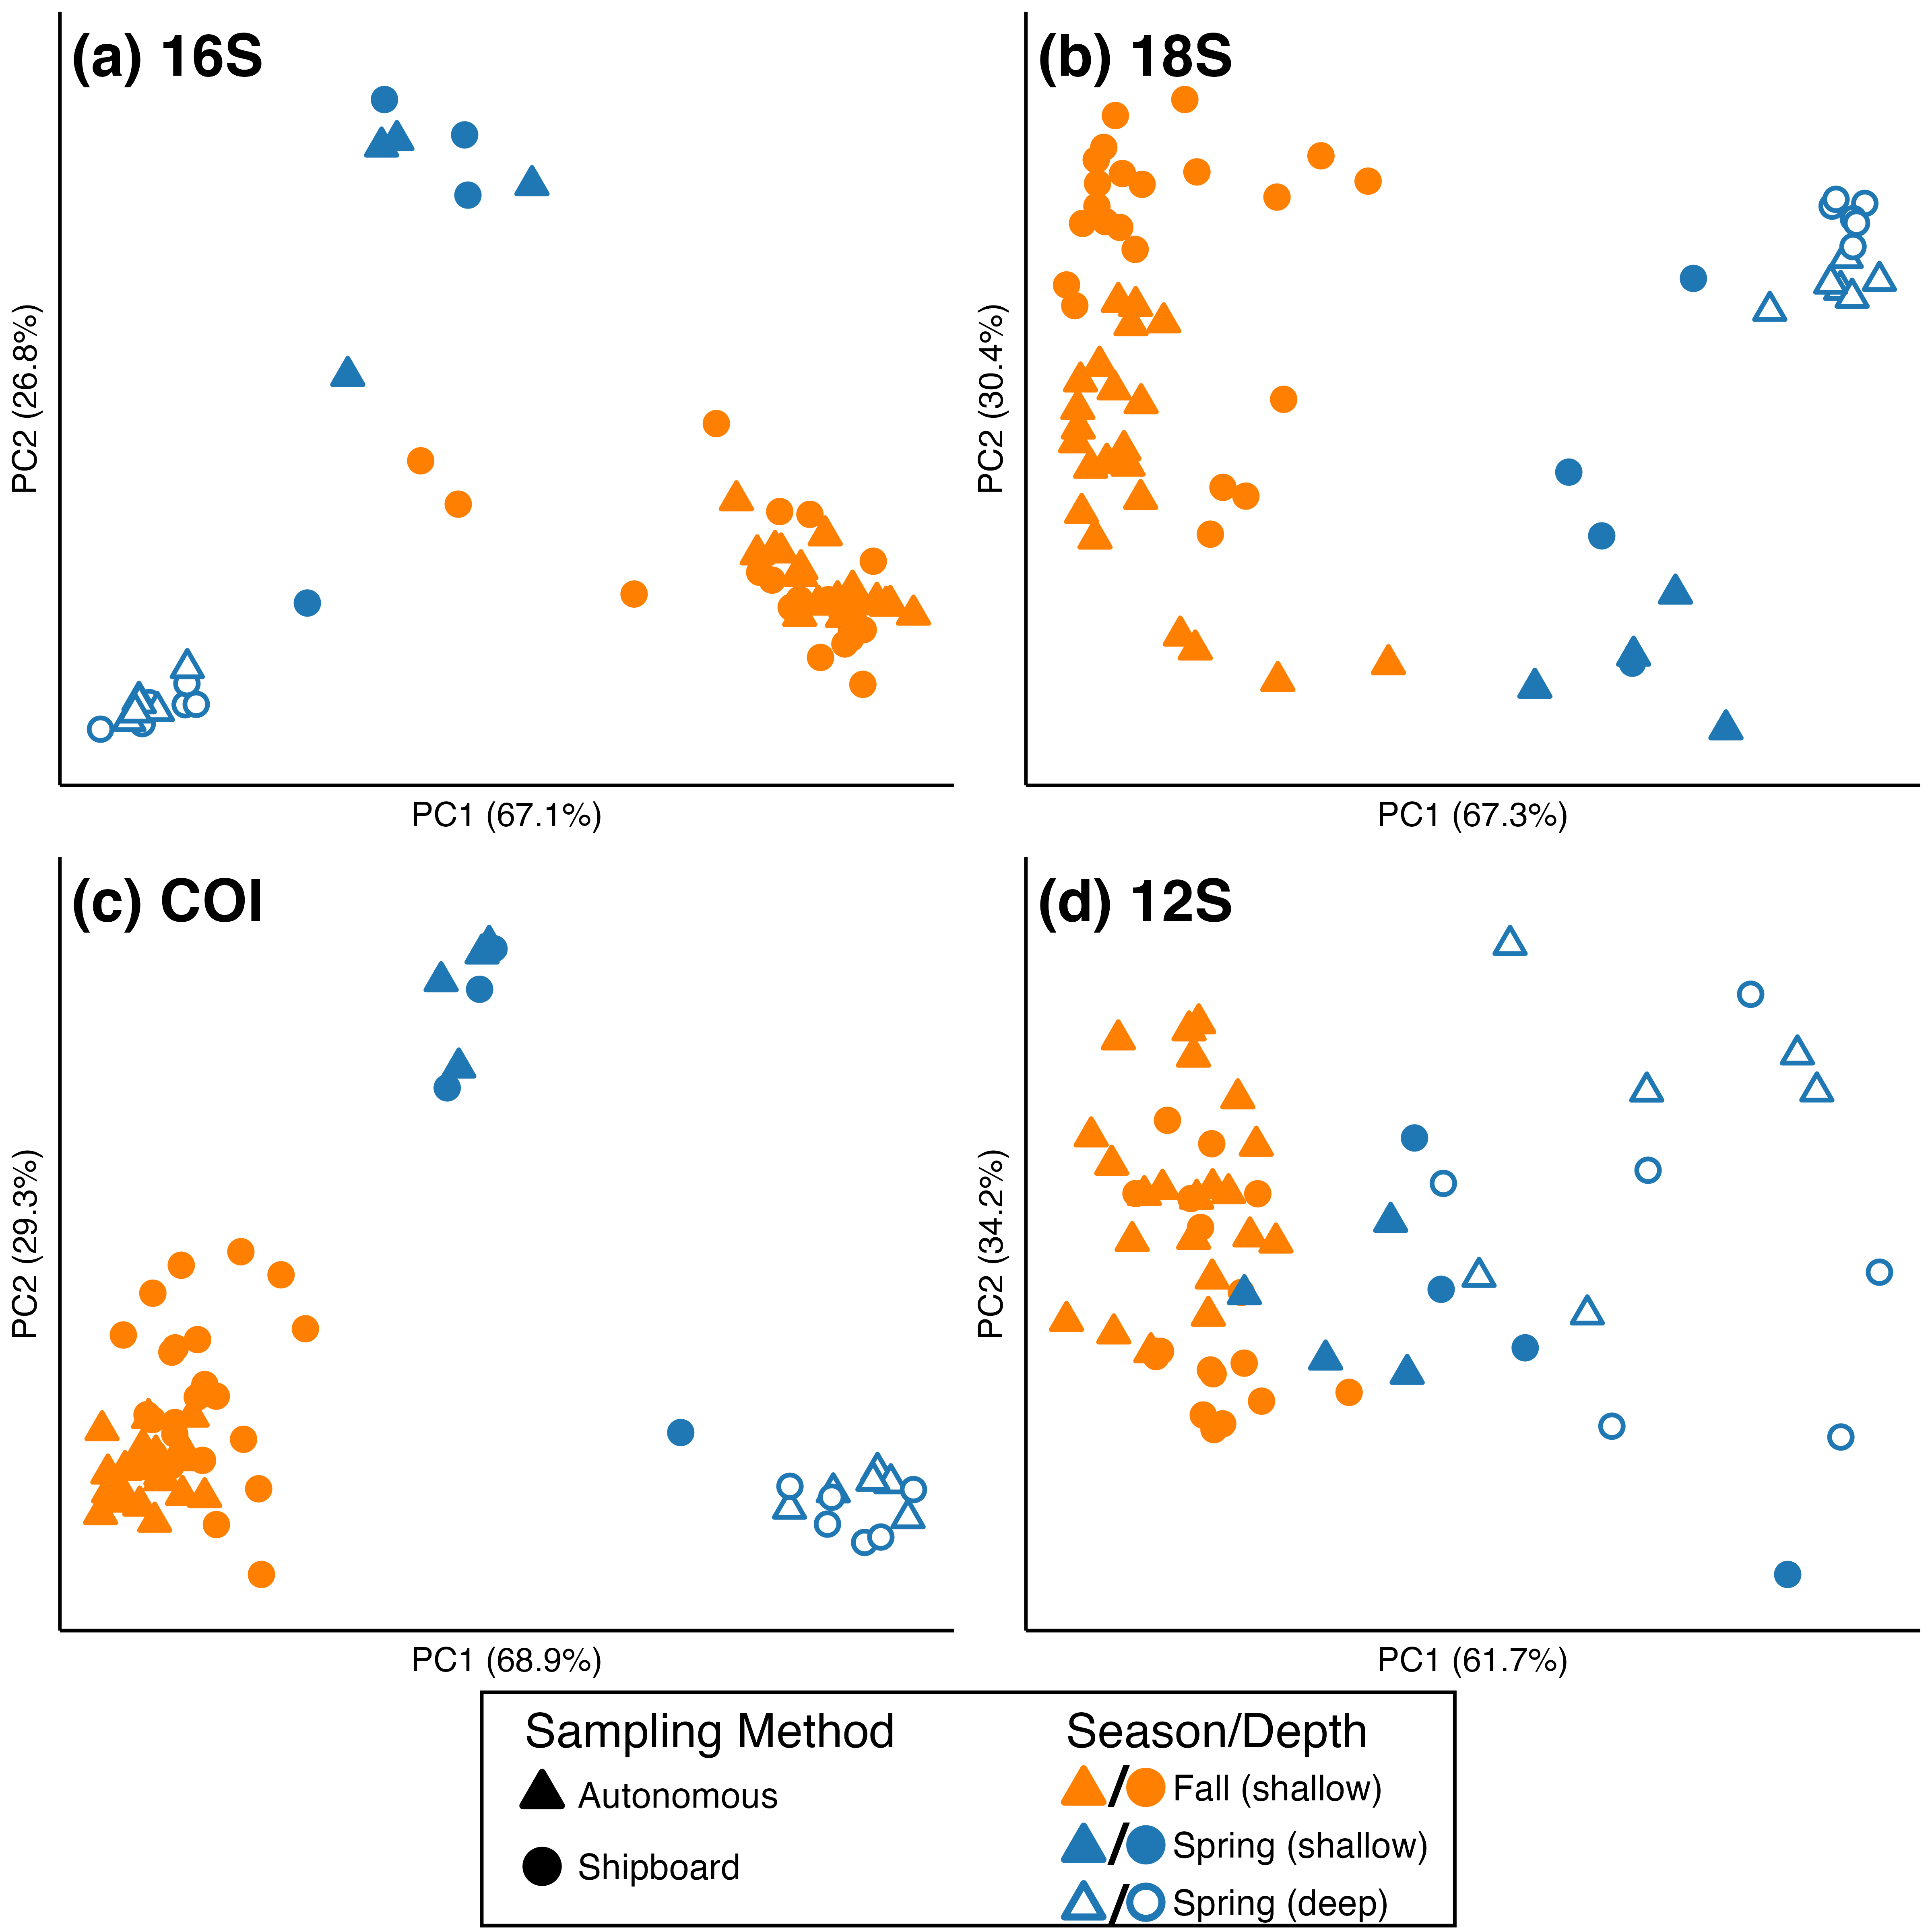 (a) 16S
PC2 (26.8%)
PC1 (67.1%)
(b) 18S
PC2 (30.4%)
PC1 (67.3%)
(c) COI
PC2 (29.3%)
PC1 (68.9%)
(d) 12S
PC2 (34.2%)
PC1 (61.7%)
Sampling Method
Autonomous
Shipboard
Season/Depth
/ Fall (shallow)
/ Spring (shallow)
/ Spring (deep)